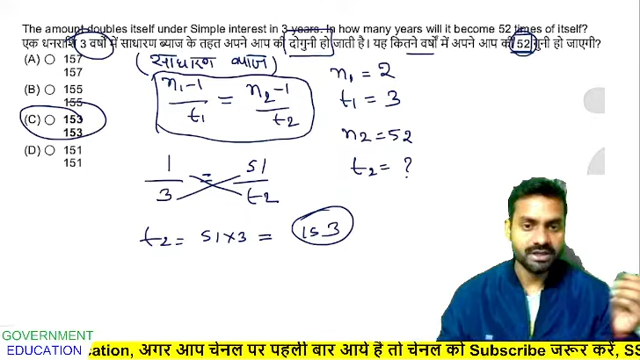 The amount doubles itself under Simple interest in 3 years. In how many years will it become 52 times of itself?
एक धनराशि 3 वर्षो में साधारण ब्याज के तहत अपने आप की दोगुनी हो जाती है। यह कितने वर्षों में अपने आप की 52 गुनी हो जाएगी?
(A) 157
157
(B) 155
155
(C) 153
153
(D) 151
151
(साधारण ब्याज)
n1-1/t1 = n2-1/t2
n1 = 2
t1 = 3
n2 = 52
t2 = ?
1/3 = 51/t2
t2 = 51×3 = 153
GOVERNMENT
EDUCATION
cation, अगर आप चेनल पर पहली बार आये है तो चेनल को Subscribe जरूर करें, SS